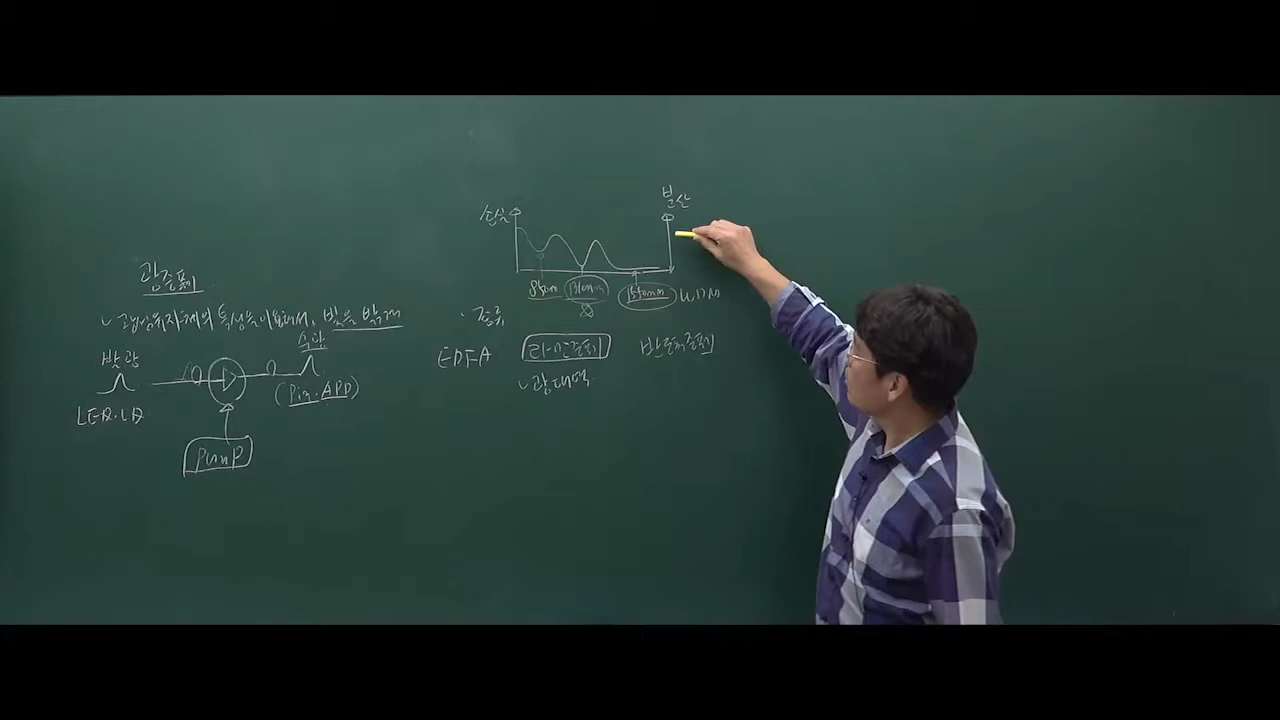 광증폭기
✓ 광섬유자체의 특성을 이용해서, 빛을 빛으로
발광
수광
LED·LD
(Pin·APD)
PumP
손실
분산
850nm 1310nm 1550nm WDM
· 종류
EDFA 라만증폭기 반도체증폭기
✓ 광대역